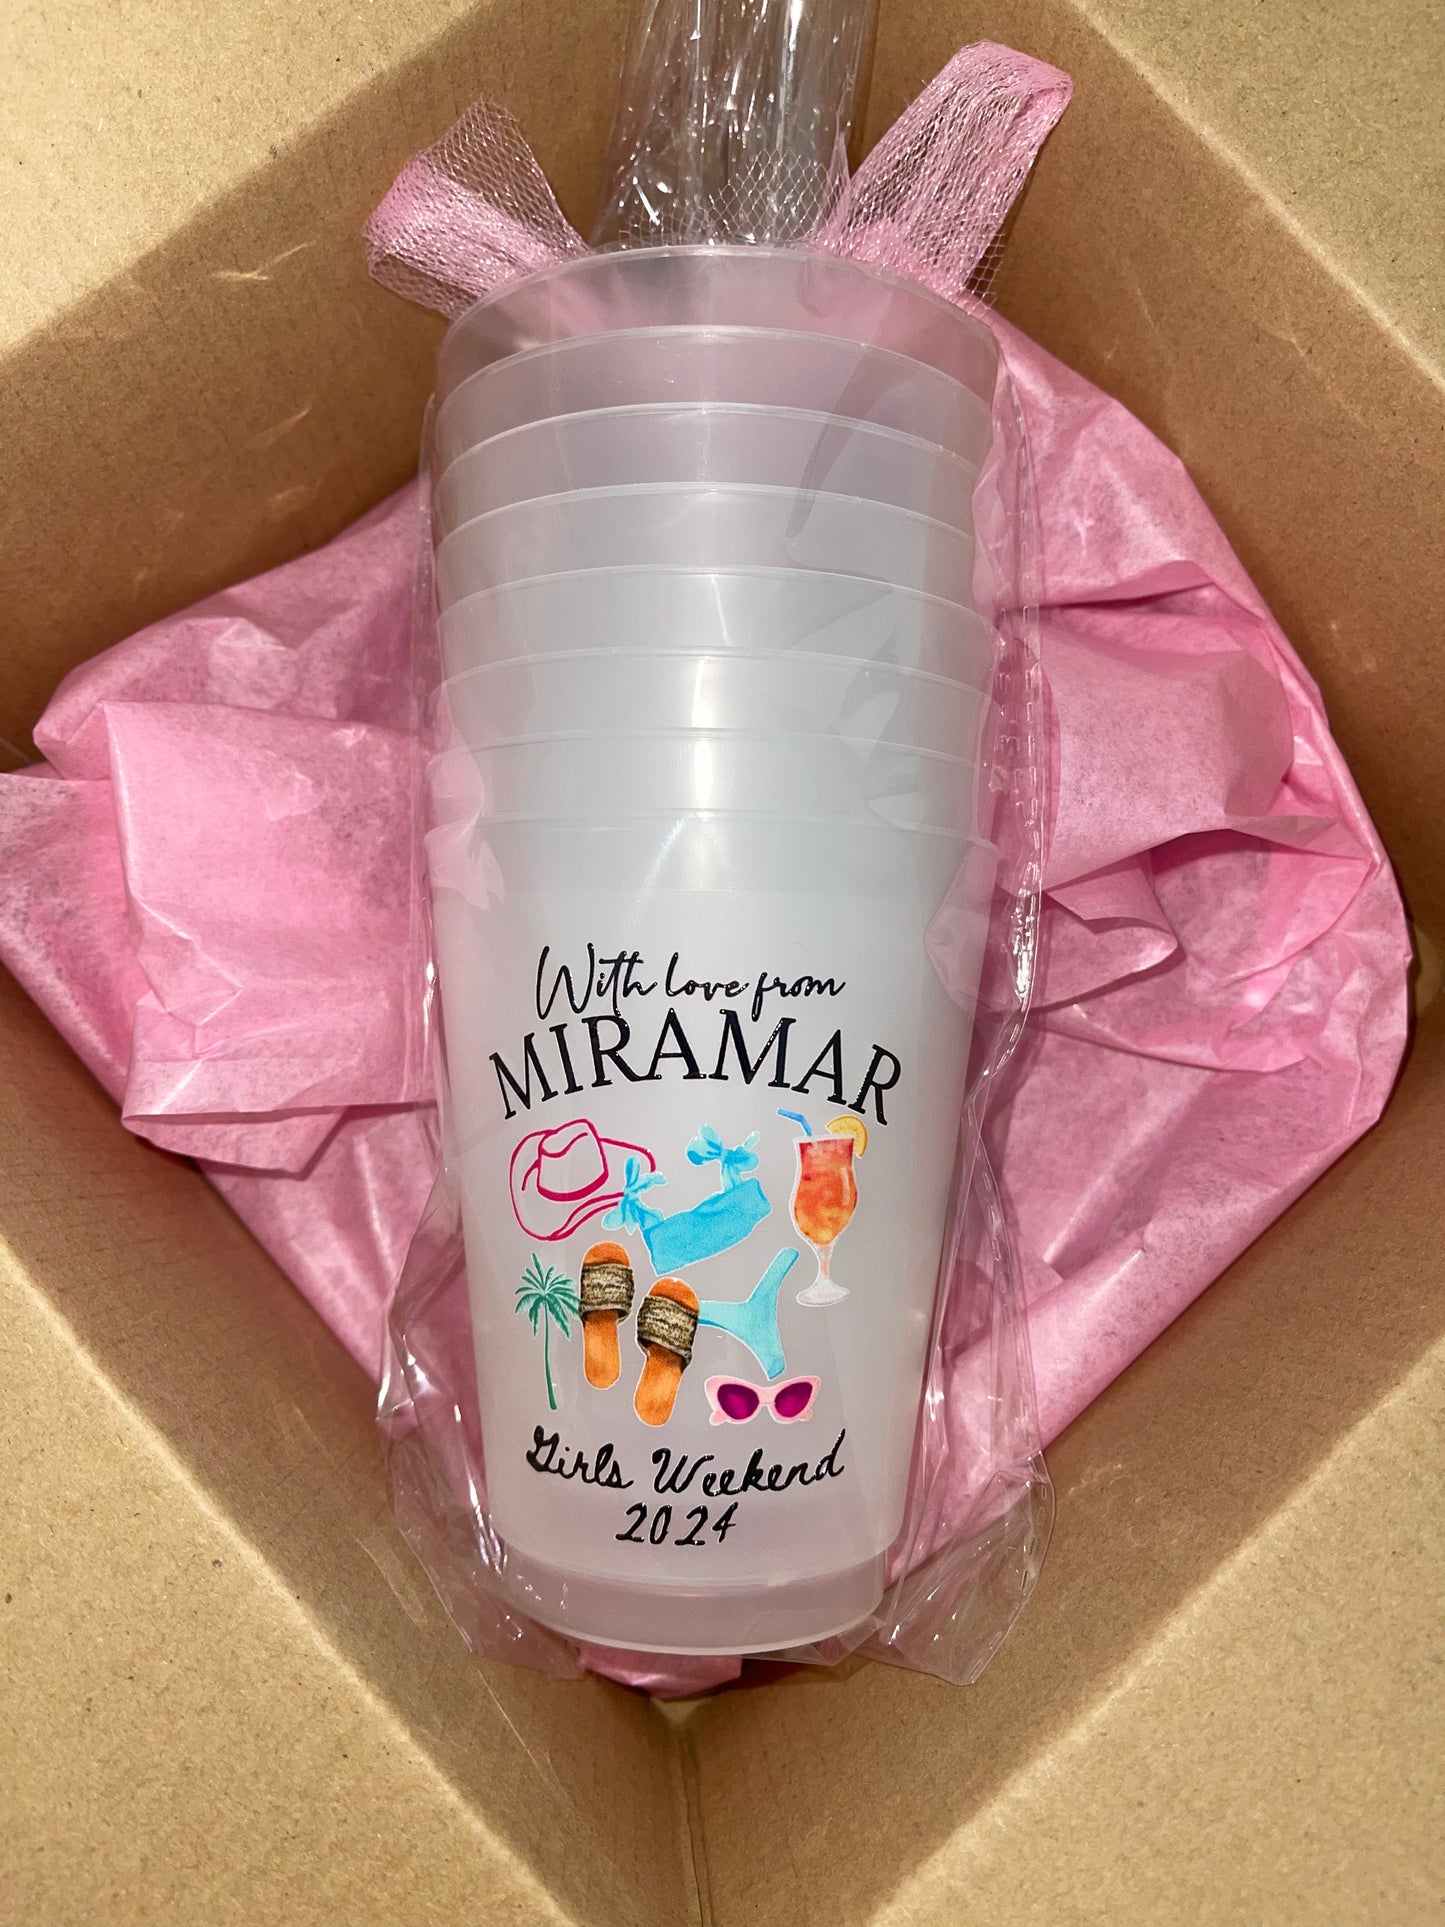 With love from
MIRAMAR
Girls Weekend
2024